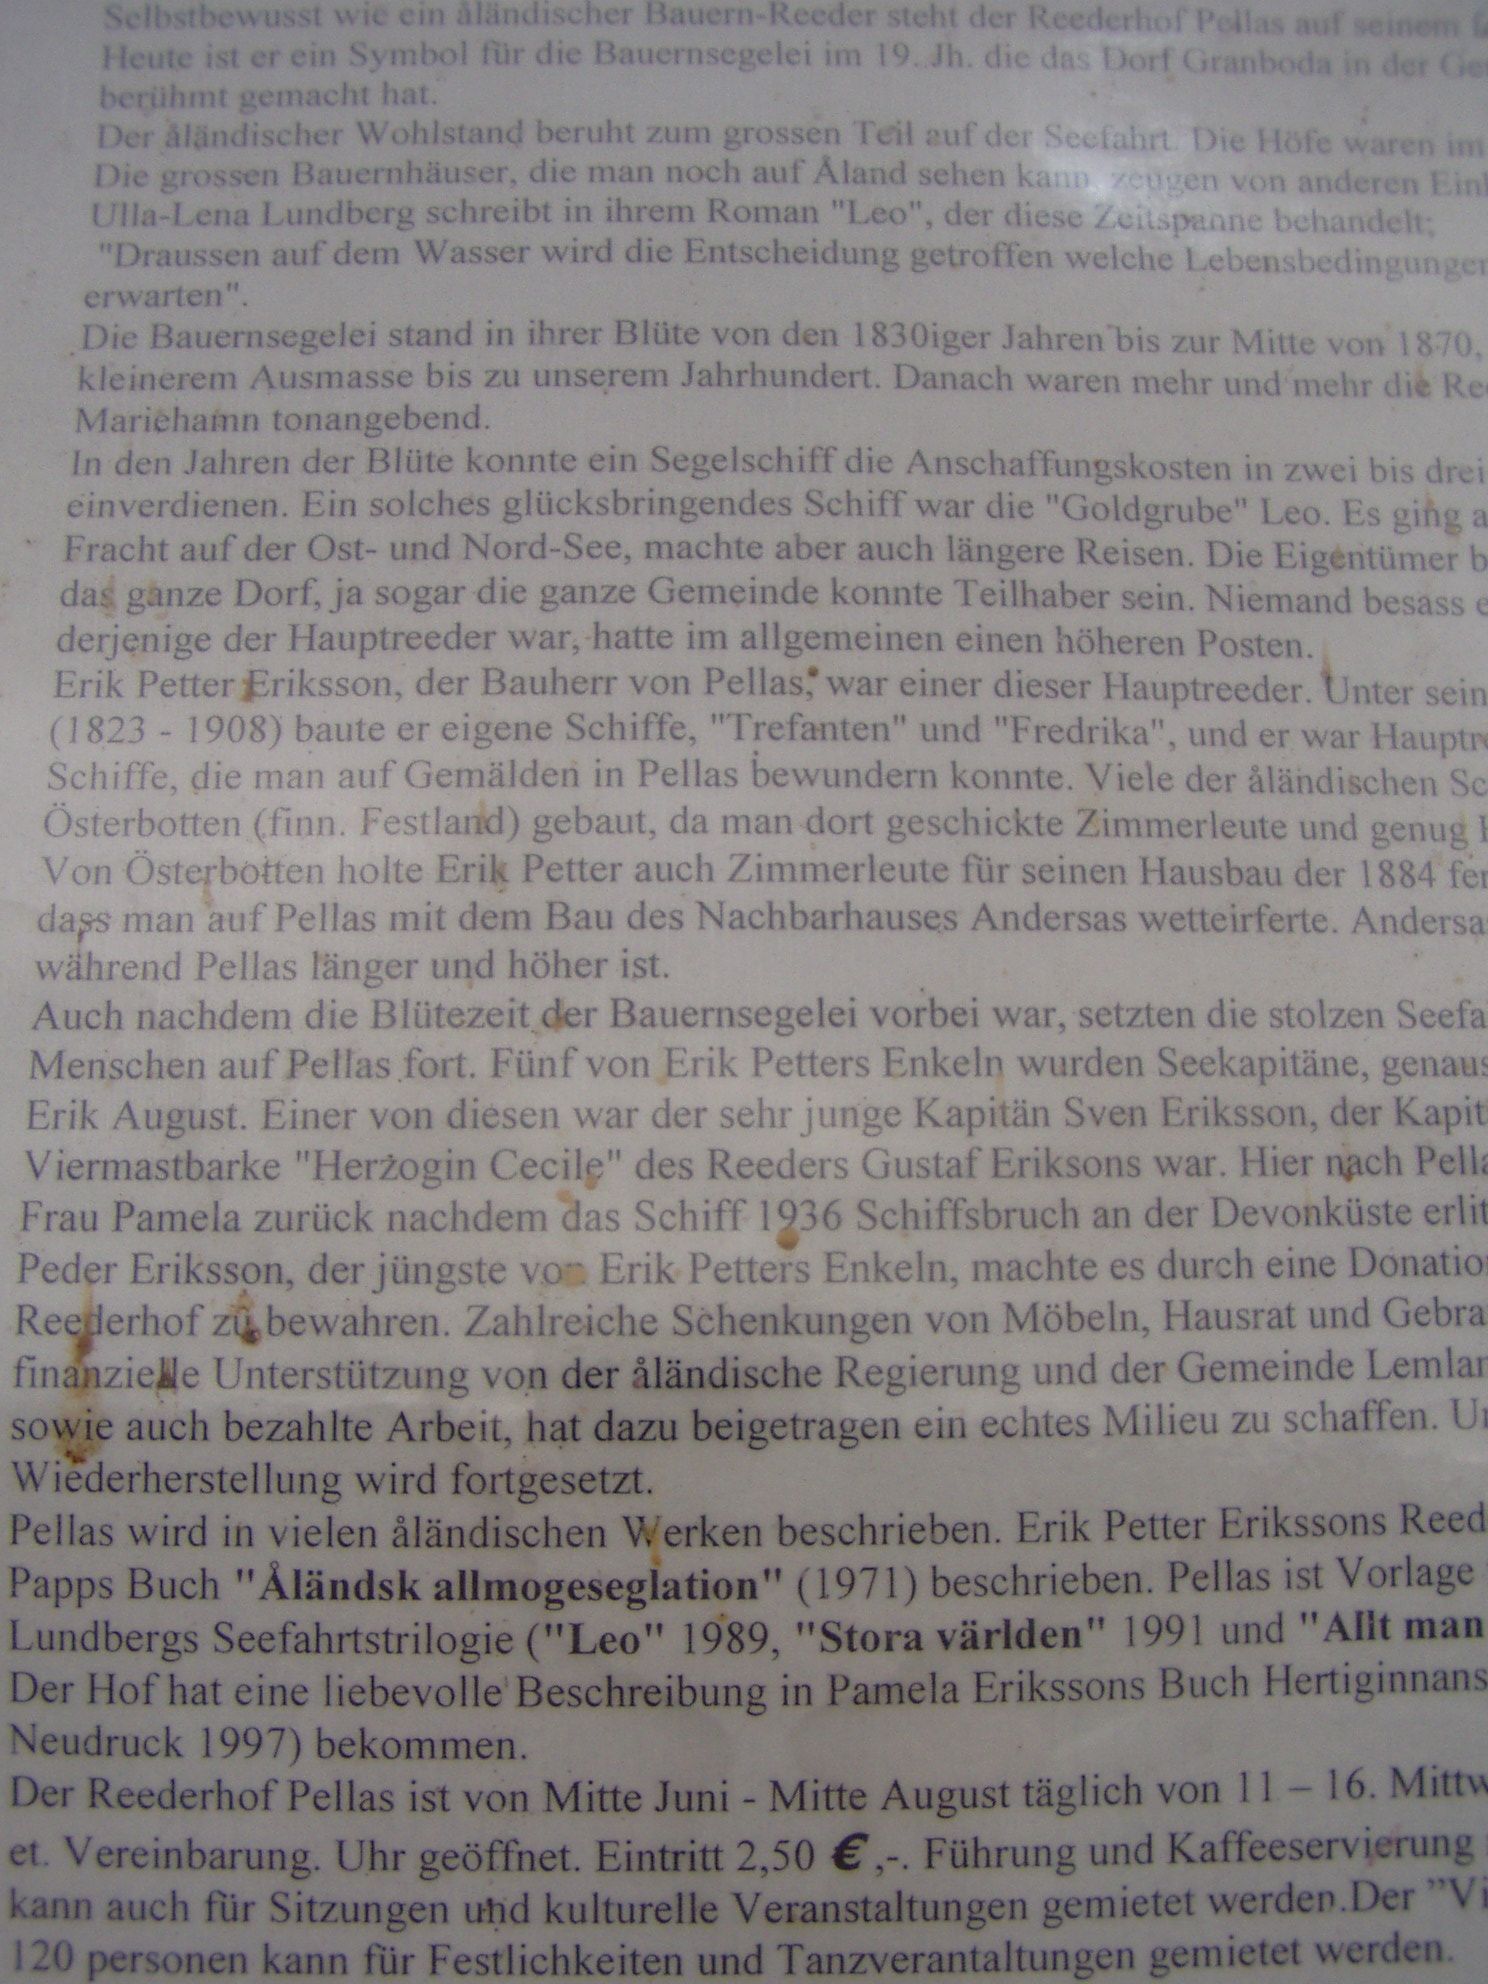 Selbstbewusst wie ein åländischer Bauern-Reeder steht der Reederhof Pellas auf seinem
Heute ist er ein Symbol für die Bauernsegelei im 19. Jh. die das Dorf Granboda in der
berühmt gemacht hat.
Der åländischer Wohlstand beruht zum grossen Teil auf der Seefahrt. Die Höfe waren im
Die grossen Bauernhäuser, die man noch auf Åland sehen kann, zeugen von anderen
Ulla-Lena Lundberg schreibt in ihrem Roman "Leo", der diese Zeitspanne behandelt;
"Draussen auf dem Wasser wird die Entscheidung getroffen welche Lebensbedingungen
erwarten".
Die Bauernsegelei stand in ihrer Blüte von den 1830iger Jahren bis zur Mitte von 1870,
kleinerem Ausmasse bis zu unserem Jahrhundert. Danach waren mehr und mehr die
Mariehamn tonangebend.
In den Jahren der Blüte konnte ein Segelschiff die Anschaffungskosten in zwei bis drei
einverdienen. Ein solches glücksbringendes Schiff war die "Goldgrube" Leo. Es ging
Fracht auf der Ost- und Nord-See, machte aber auch längere Reisen. Die Eigentümer
das ganze Dorf, ja sogar die ganze Gemeinde konnte Teilhaber sein. Niemand besass
derjenige der Hauptreeder war, hatte im allgemeinen einen höheren Posten.
Erik Petter Eriksson, der Bauherr von Pellas, war einer dieser Hauptreeder. Unter sein
(1823 - 1908) baute er eigene Schiffe, "Trefanten" und "Fredrika", und er war
Schiffe, die man auf Gemälden in Pellas bewundern konnte. Viele der åländischen Sc
Österbotten (finn. Festland) gebaut, da man dort geschickte Zimmerleute und genug
Von Österbotten holte Erik Petter auch Zimmerleute für seinen Hausbau der 1884 fer
dass man auf Pellas mit dem Bau des Nachbarhauses Andersas wetteirferte. Andersa
während Pellas länger und höher ist.
Auch nachdem die Blütezeit der Bauernsegelei vorbei war, setzten die stolzen Seefa
Menschen auf Pellas fort. Fünf von Erik Petters Enkeln wurden Seekapitäne, genaus
Erik August. Einer von diesen war der sehr junge Kapitän Sven Eriksson, der Kapit
Viermastbarke "Herzogin Cecile" des Reeders Gustaf Eriksons war. Hier nach Pella
Frau Pamela zurück nachdem das Schiff 1936 Schiffsbruch an der Devonküste erlit
Peder Eriksson, der jüngste von Erik Petters Enkeln, machte es durch eine Donatio
Reederhof zu bewahren. Zahlreiche Schenkungen von Möbeln, Hausrat und Gebra
finanzielle Unterstützung von der åländische Regierung und der Gemeinde Lemlan
sowie auch bezahlte Arbeit, hat dazu beigetragen ein echtes Milieu zu schaffen. Un
Wiederherstellung wird fortgesetzt.
Pellas wird in vielen åländischen Werken beschrieben. Erik Petter Erikssons Reed
Papps Buch "Åländsk allmogeseglation" (1971) beschrieben. Pellas ist Vorlage
Lundbergs Seefahrtstrilogie ("Leo" 1989, "Stora världen" 1991 und "Allt man
Der Hof hat eine liebevolle Beschreibung in Pamela Erikssons Buch Hertiginnans
Neudruck 1997) bekommen.
Der Reederhof Pellas ist von Mitte Juni - Mitte August täglich von 11 – 16. Mittw
et. Vereinbarung. Uhr geöffnet. Eintritt 2,50 € ,-. Führung und Kaffeeservierung
kann auch für Sitzungen und kulturelle Veranstaltungen gemietet werden.Der "Vi
120 personen kann für Festlichkeiten und Tanzverantaltungen gemietet werden.